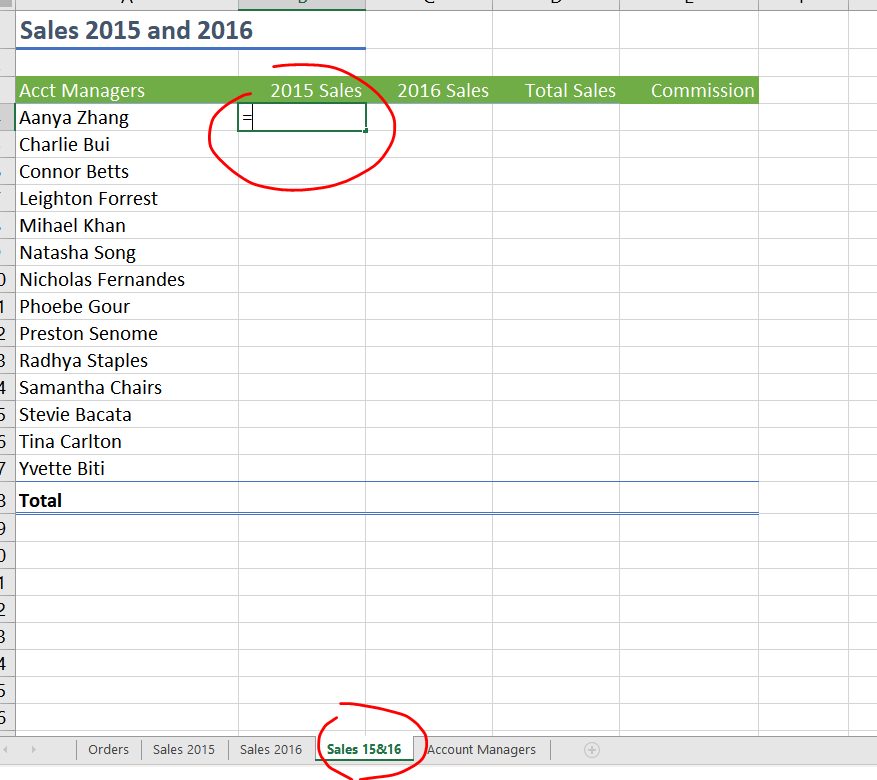 Sales 2015 and 2016
Acct Managers 2015 Sales 2016 Sales Total Sales Commission
Aanya Zhang =
Charlie Bui
Connor Betts
Leighton Forrest
Mihael Khan
Natasha Song
Nicholas Fernandes
Phoebe Gour
Preston Senome
Radhya Staples
Samantha Chairs
Stevie Bacata
Tina Carlton
Yvette Biti
Total
Orders Sales 2015 Sales 2016 Sales 15&16 Account Managers